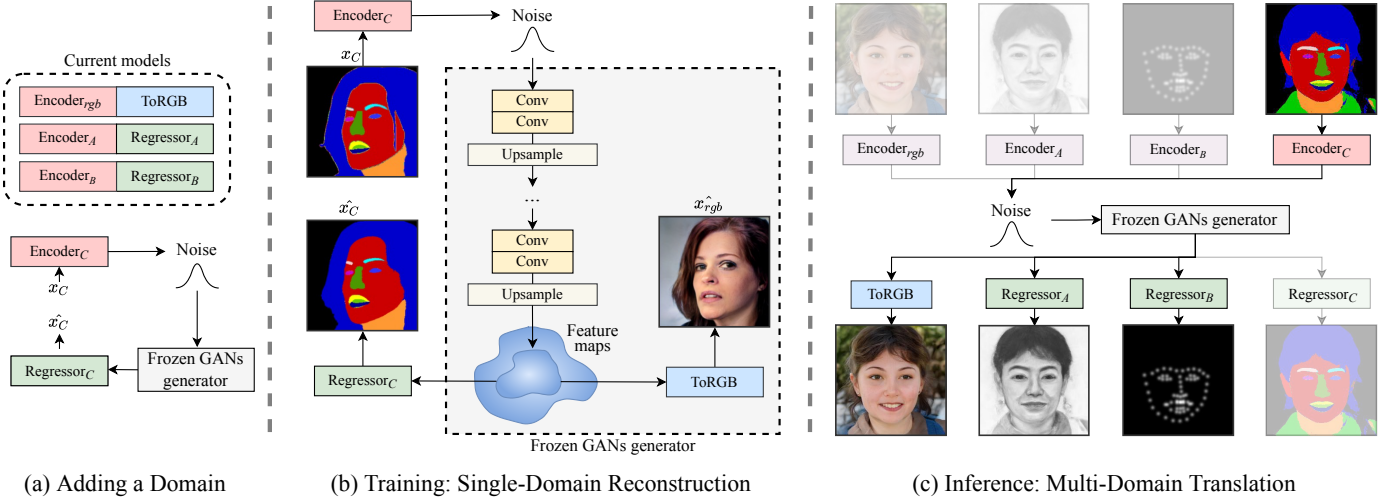 Current models
Encoder_rgb ToRGB
Encoder_A Regressor_A
Encoder_B Regressor_B
Encoder_C
Noise
x_C
x̂_C
Regressor_C
Frozen GANs
generator
(a) Adding a Domain
Encoder_C
Noise
x_C
Conv
Conv
Upsample
...
x̂_C
x̂_rgb
Conv
Conv
Upsample
Feature
maps
Regressor_C
ToRGB
Frozen GANs generator
(b) Training: Single-Domain Reconstruction
Encoder_rgb Encoder_A Encoder_B Encoder_C
Noise
Frozen GANs generator
ToRGB Regressor_A Regressor_B Regressor_C
(c) Inference: Multi-Domain Translation